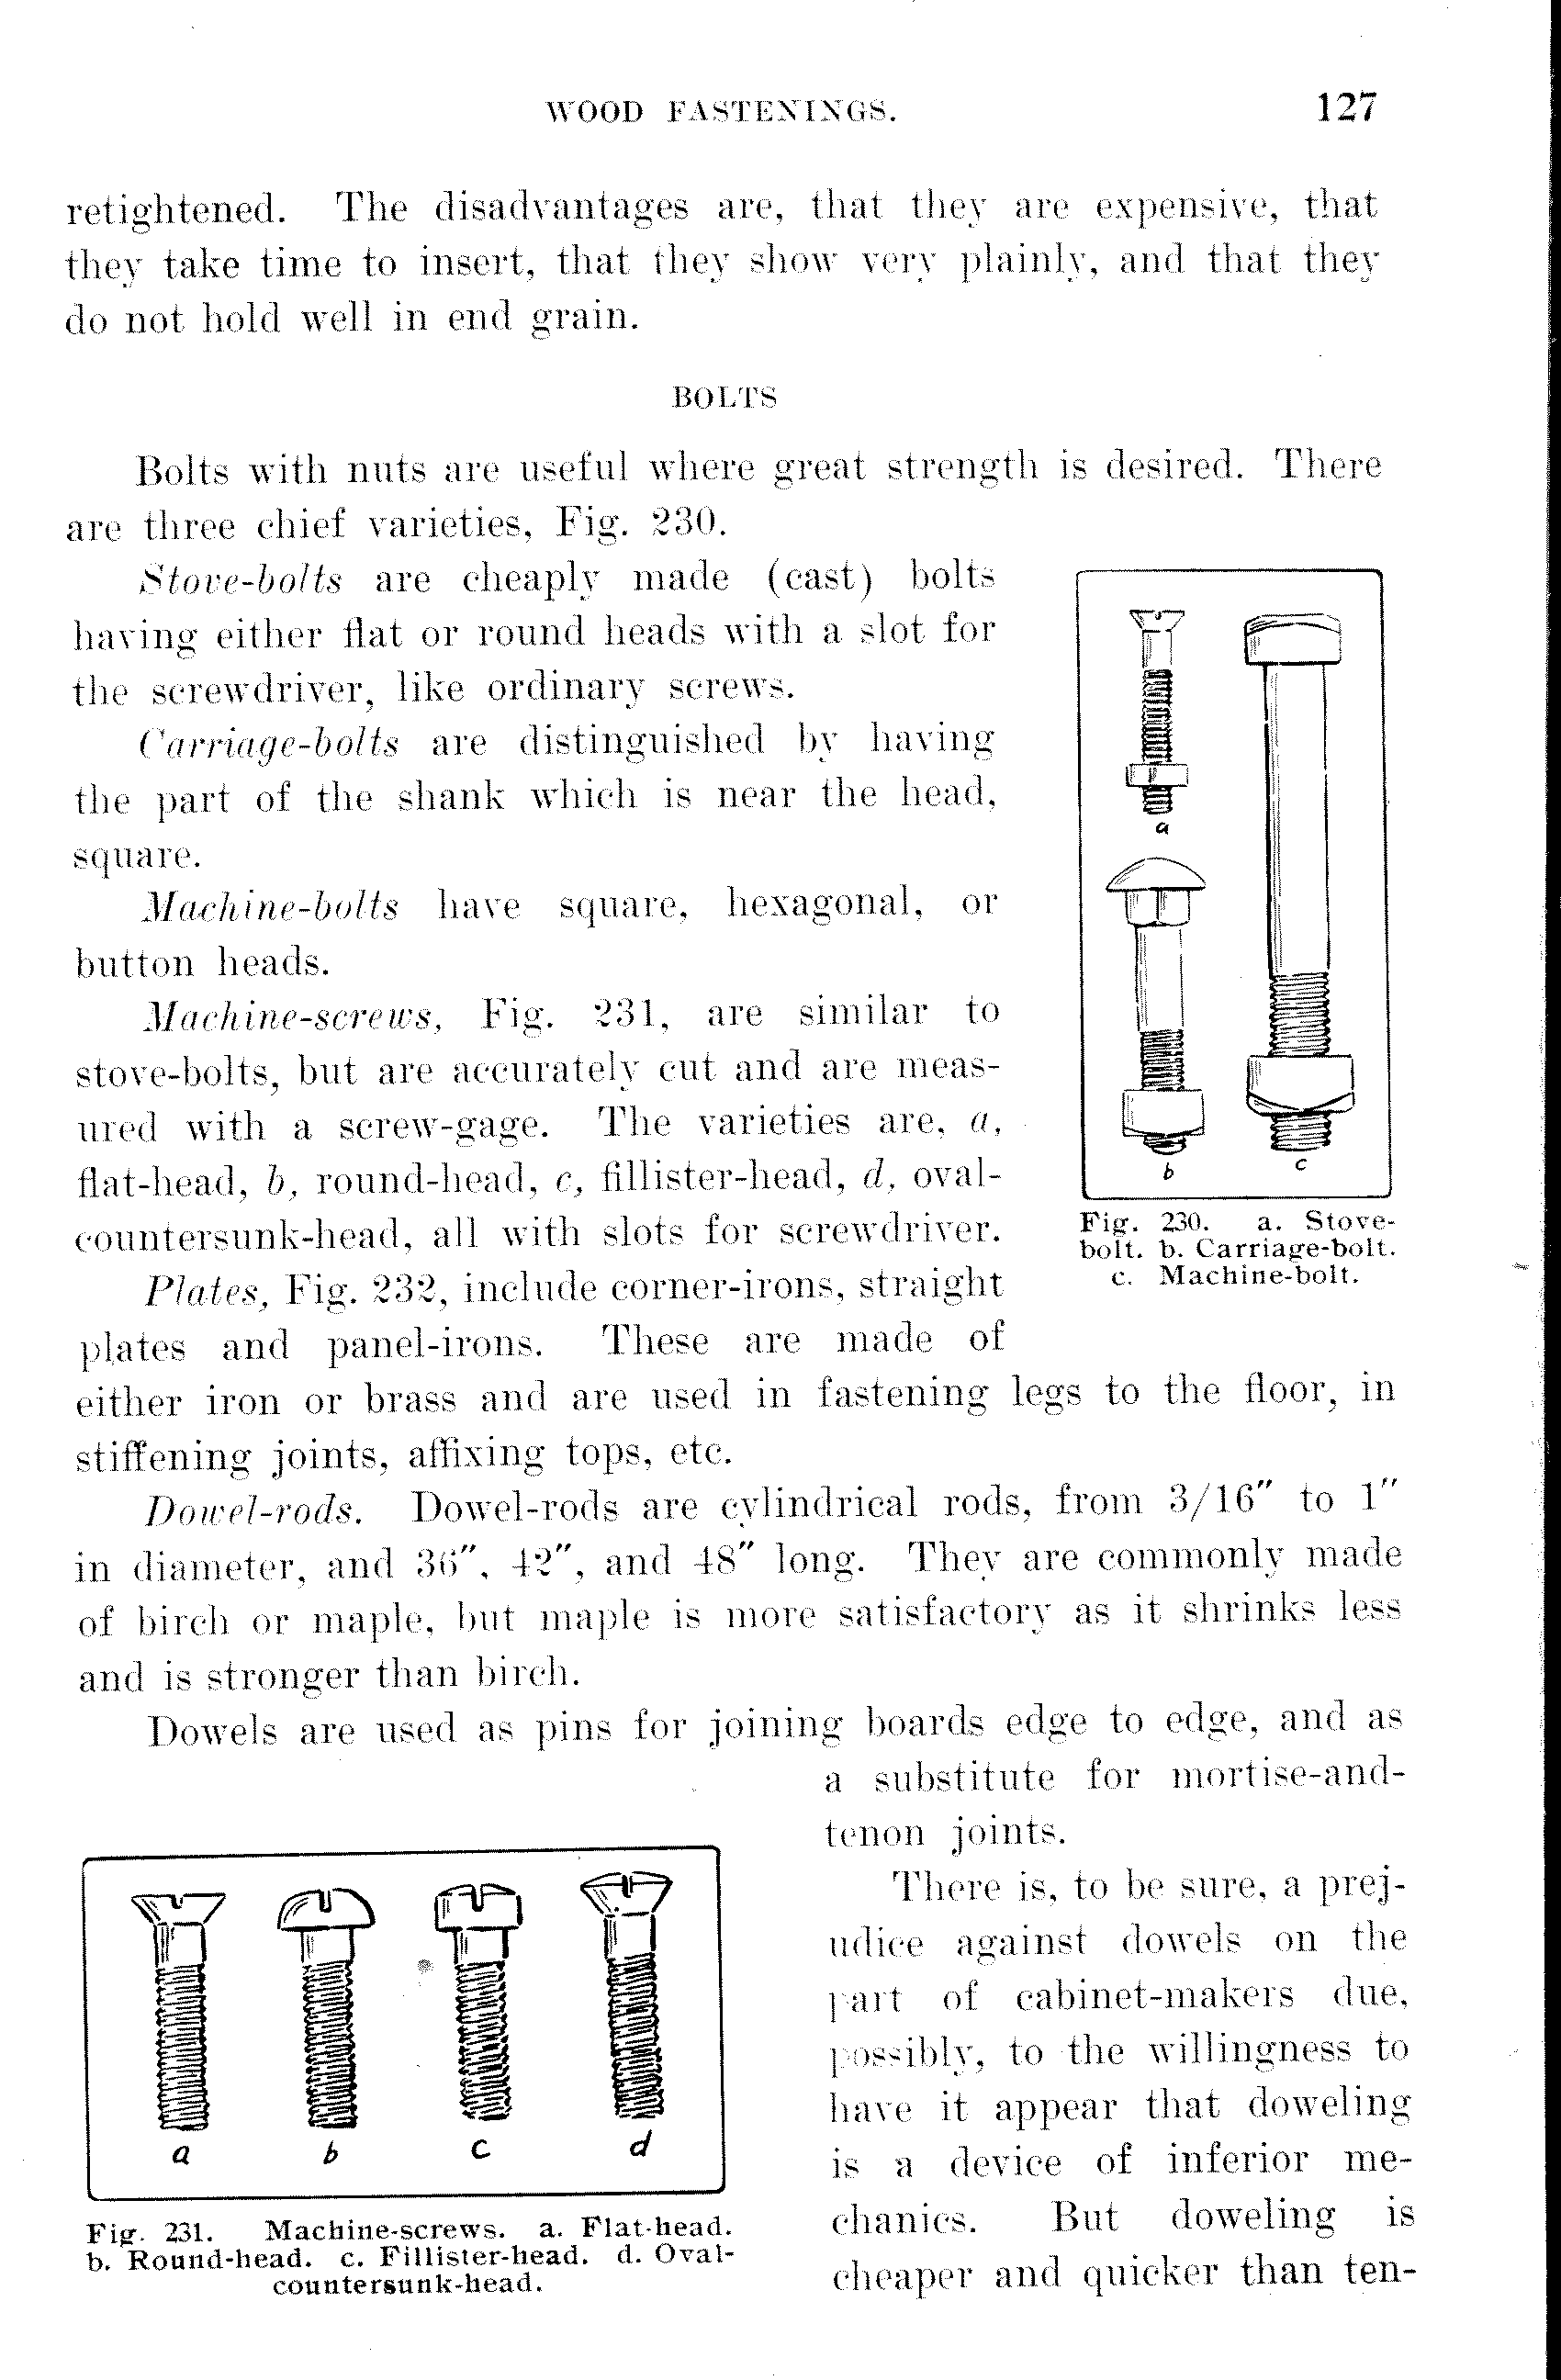 WOOD FASTENINGS. 127
retightened. The disadvantages are, that they are expensive, that
they take time to insert, that they show very plainly, and that they
do not hold well in end grain.
BOLTS
Bolts with nuts are useful where great strength is desired. There
are three chief varieties, Fig. 230.
Stove-bolts are cheaply made (cast) bolts
having either flat or round heads with a slot for
the screwdriver, like ordinary screws.
Carriage-bolts are distinguished by having
the part of the shank which is near the head,
square.
Machine-bolts have square, hexagonal, or
button heads.
Machine-screws, Fig. 231, are similar to
stove-bolts, but are accurately cut and are meas-
ured with a screw-gage. The varieties are, a,
flat-head, b, round-head, c, fillister-head, d, oval-
countersunk-head, all with slots for screwdriver.
Plates, Fig. 232, include corner-irons, straight
plates and panel-irons. These are made of
a
b
c
Fig. 230. a. Stove-
bolt. b. Carriage-bolt.
c. Machine-bolt.
either iron or brass and are used in fastening legs to the floor, in
stiffening joints, affixing tops, etc.
Dowel-rods. Dowel-rods are cylindrical rods, from 3/16″ to 1″
in diameter, and 36″, 42″, and 48″ long. They are commonly made
of birch or maple, but maple is more satisfactory as it shrinks less
and is stronger than birch.
Dowels are used as pins for joining boards edge to edge, and as
a substitute for mortise-and-
tenon joints.
There is, to be sure, a prej-
udice against dowels on the
part of cabinet-makers due,
possibly, to the willingness to
have it appear that doweling
is a device of inferior me-
chanics. But doweling is
cheaper and quicker than ten-
a b c d
Fig. 231. Machine-screws. a. Flat-head.
b. Round-head. c. Fillister-head. d. Oval-
countersunk-head.